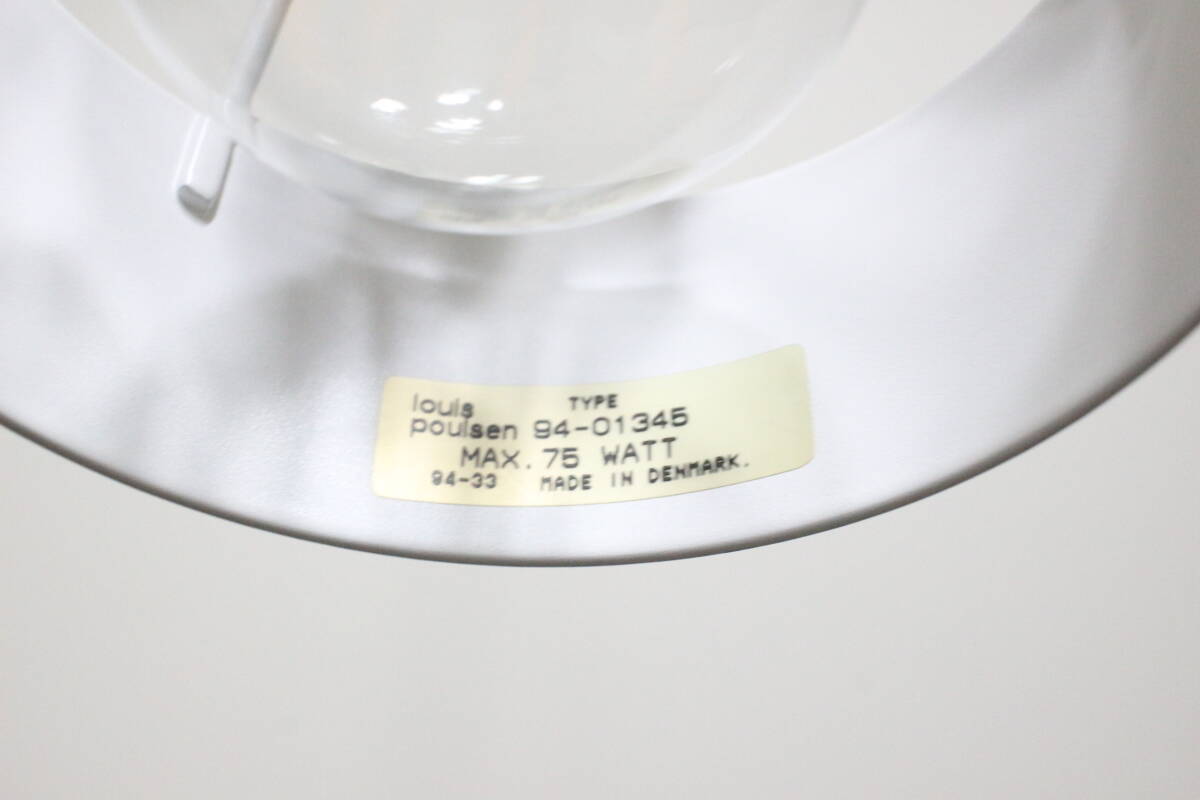 louis TYPE
poulsen 94-01345
MAX. 75 WATT
94-33 MADE IN DENMARK.